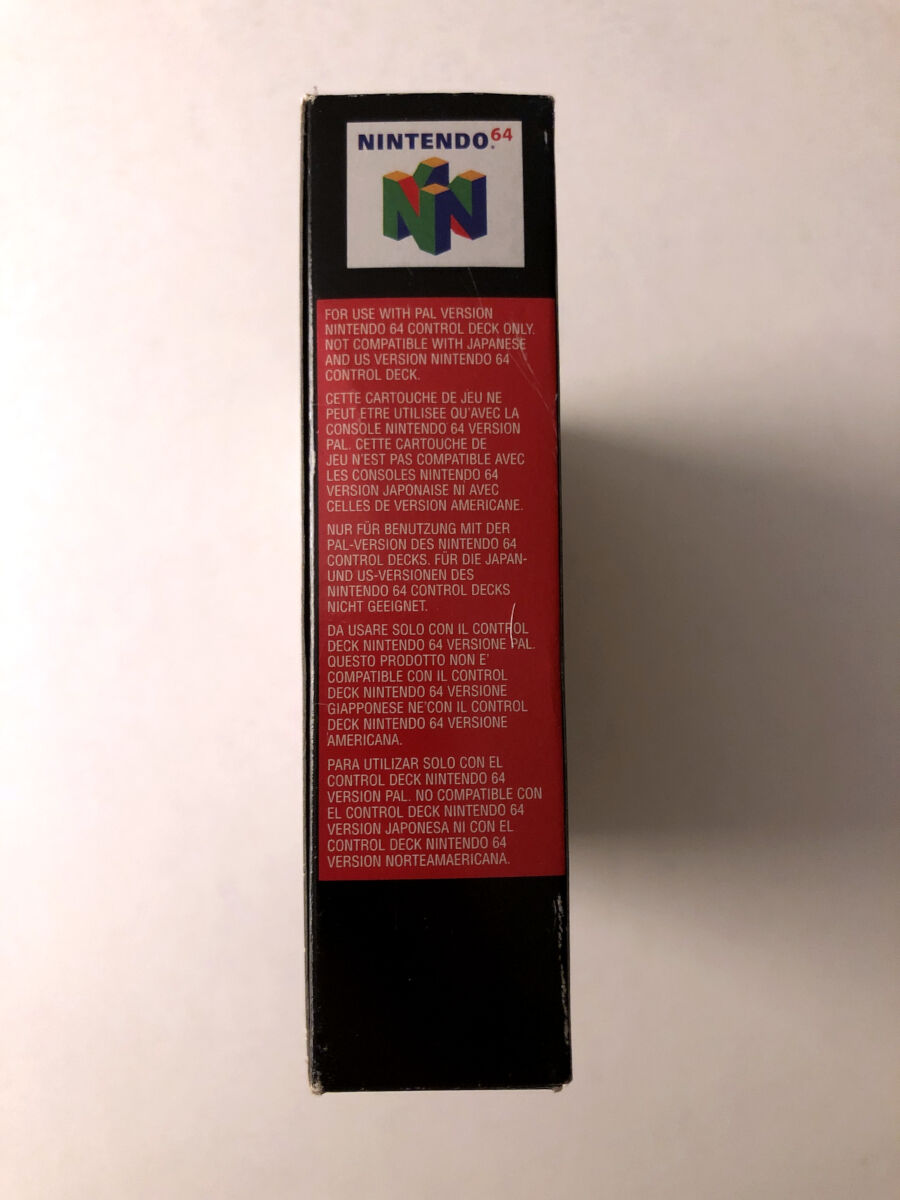 NINTENDO.64
FOR USE WITH PAL VERSION
NINTENDO 64 CONTROL DECK ONLY.
NOT COMPATIBLE WITH JAPANESE
AND US VERSION NINTENDO 64
CONTROL DECK.
CETTE CARTOUCHE DE JEU NE
PEUT ETRE UTILISEE QU'AVEC LA
CONSOLE NINTENDO 64 VERSION
PAL. CETTE CARTOUCHE DE
JEU N'EST PAS COMPATIBLE AVEC
LES CONSOLES NINTENDO 64
VERSION JAPONAISE NI AVEC
CELLES DE VERSION AMERICANE.
NUR FÜR BENUTZUNG MIT DER
PAL-VERSION DES NINTENDO 64
CONTROL DECKS. FÜR DIE JAPAN-
UND US-VERSIONEN DES
NINTENDO 64 CONTROL DECKS
NICHT GEEIGNET.
DA USARE SOLO CON IL CONTROL
DECK NINTENDO 64 VERSIONE PAL.
QUESTO PRODOTTO NON E'
COMPATIBLE CON IL CONTROL
DECK NINTENDO 64 VERSIONE
GIAPPONESE NE'CON IL CONTROL
DECK NINTENDO 64 VERSIONE
AMERICANA.
PARA UTILIZAR SOLO CON EL
CONTROL DECK NINTENDO 64
VERSION PAL. NO COMPATIBLE CON
EL CONTROL DECK NINTENDO 64
VERSION JAPONESA NI CON EL
CONTROL DECK NINTENDO 64
VERSION NORTEAMAERICANA.